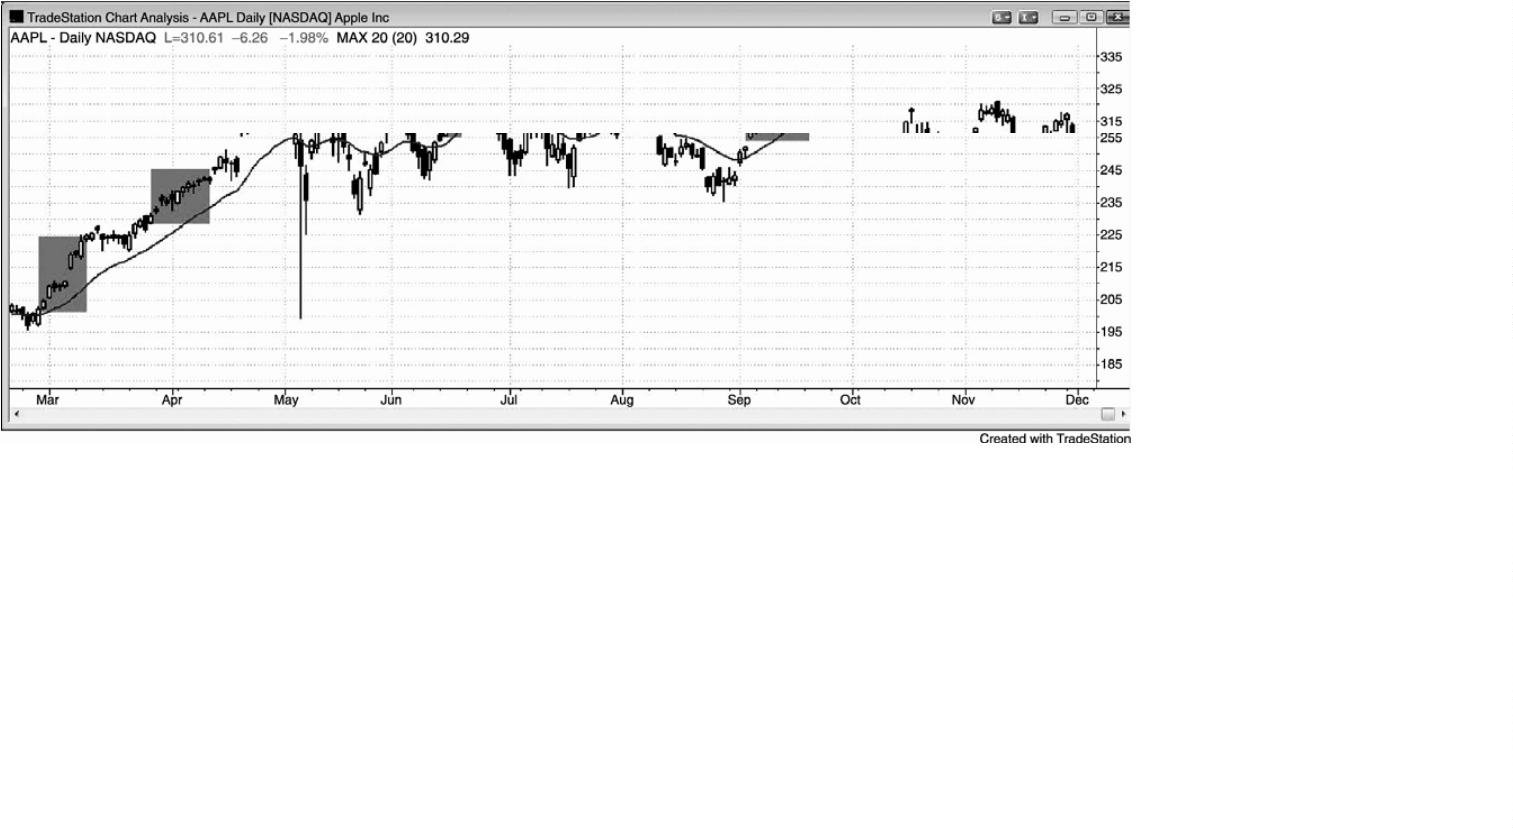 TradeStation Chart Analysis - AAPL Daily [NASDAQ] Apple Inc
AAPL - Daily NASDAQ L=310.61 −6.26 −1.98% MAX 20 (20) 310.29
335
325
315
255
245
235
225
215
205
195
185
Mar Apr May Jun Jul Aug Sep Oct Nov Dec
Created with TradeStation